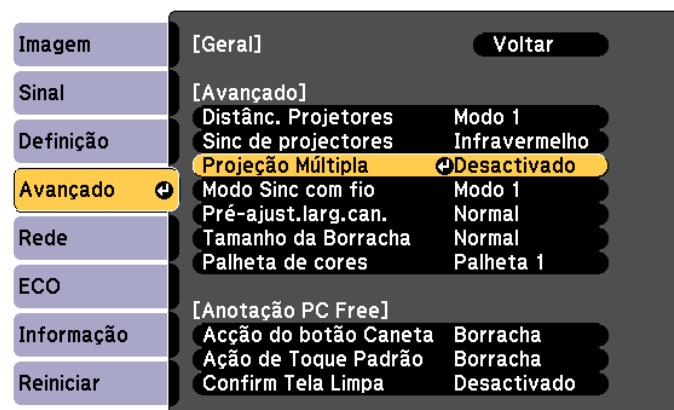 Imagem
Sinal
Definição
Avançado
Rede
ECO
Informação
Reiniciar
[Geral] Voltar
[Avançado]
Distânc. Projetores Modo 1
Sinc de projectores Infravermelho
Projeção Múltipla Desactivado
Modo Sinc com fio Modo 1
Pré-ajust.larg.can. Normal
Tamanho da Borracha Normal
Palheta de cores Palheta 1
[Anotação PC Free]
Acção do botão Caneta Borracha
Ação de Toque Padrão Borracha
Confirm Tela Limpa Desactivado